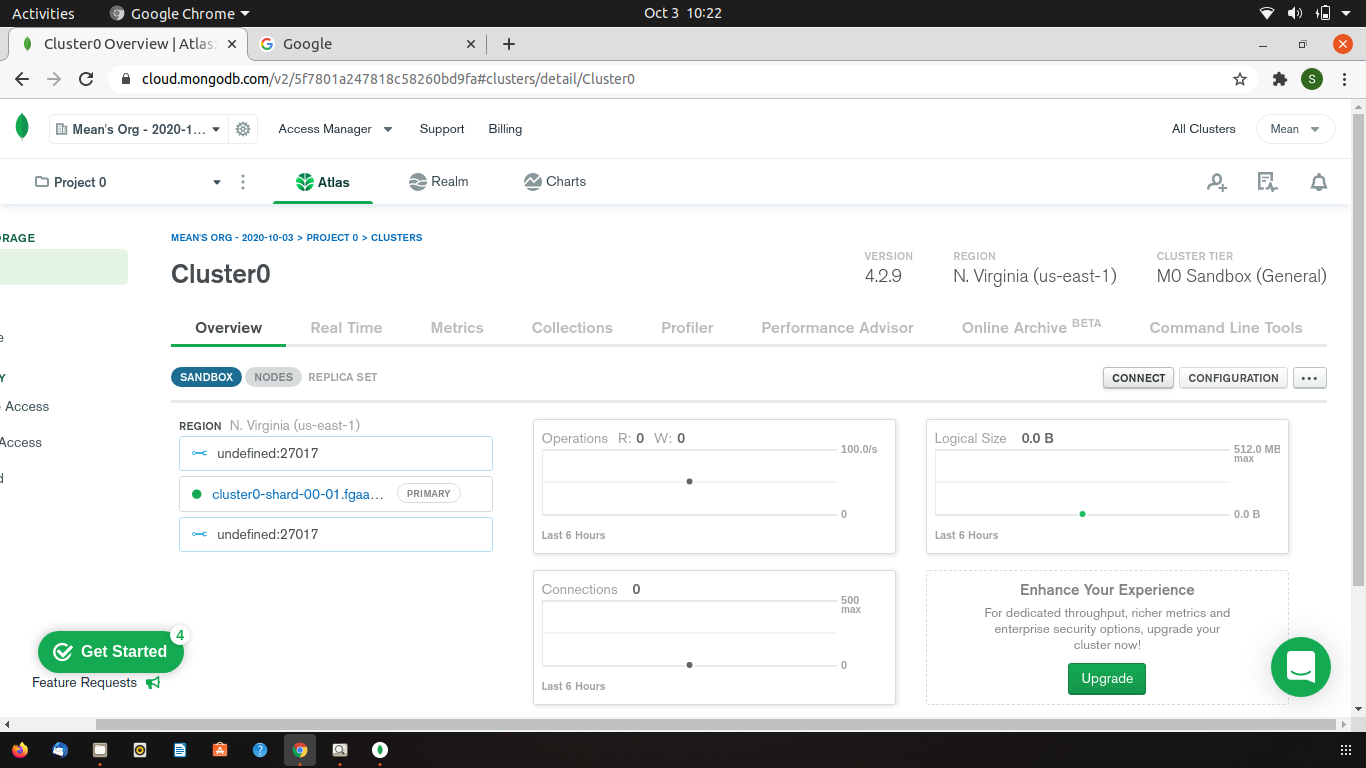 Activities Google Chrome Oct 3 10:22
Cluster0 Overview | Atlas: Google
cloud.mongodb.com/v2/5f7801a247818c58260bd9fa#clusters/detail/Cluster0 S
Mean's Org - 2020-1... Access Manager Support Billing All Clusters Mean
Project 0 Atlas Realm Charts
ORAGE
e
Y
e Access
Access
d
MEAN'S ORG - 2020-10-03 > PROJECT 0 > CLUSTERS
Cluster0
VERSION REGION CLUSTER TIER
4.2.9 N. Virginia (us-east-1) M0 Sandbox (General)
Overview Real Time Metrics Collections Profiler Performance Advisor Online Archive BETA Command Line Tools
SANDBOX NODES REPLICA SET CONNECT CONFIGURATION ...
REGION N. Virginia (us-east-1)
undefined:27017
cluster0-shard-00-01.fgaa... PRIMARY
undefined:27017
Operations R: 0 W: 0
100.0/s
0
Last 6 Hours
Logical Size 0.0 B
512.0 MB
max
0.0 B
Last 6 Hours
Connections 0
500
max
0
Last 6 Hours
Enhance Your Experience
For dedicated throughput, richer metrics and
enterprise security options, upgrade your
cluster now!
Upgrade
Get Started 4
Feature Requests